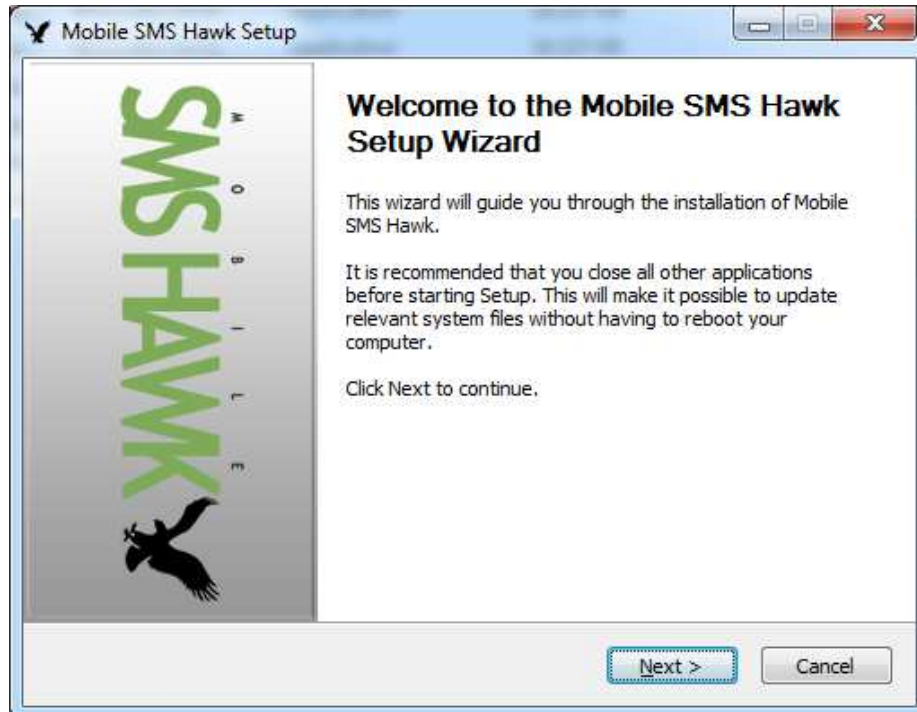 Mobile SMS Hawk Setup
SMS HAWK
MOBILE
Welcome to the Mobile SMS Hawk
Setup Wizard
This wizard will guide you through the installation of Mobile
SMS Hawk.
It is recommended that you close all other applications
before starting Setup. This will make it possible to update
relevant system files without having to reboot your
computer.
Click Next to continue.
Next >
Cancel